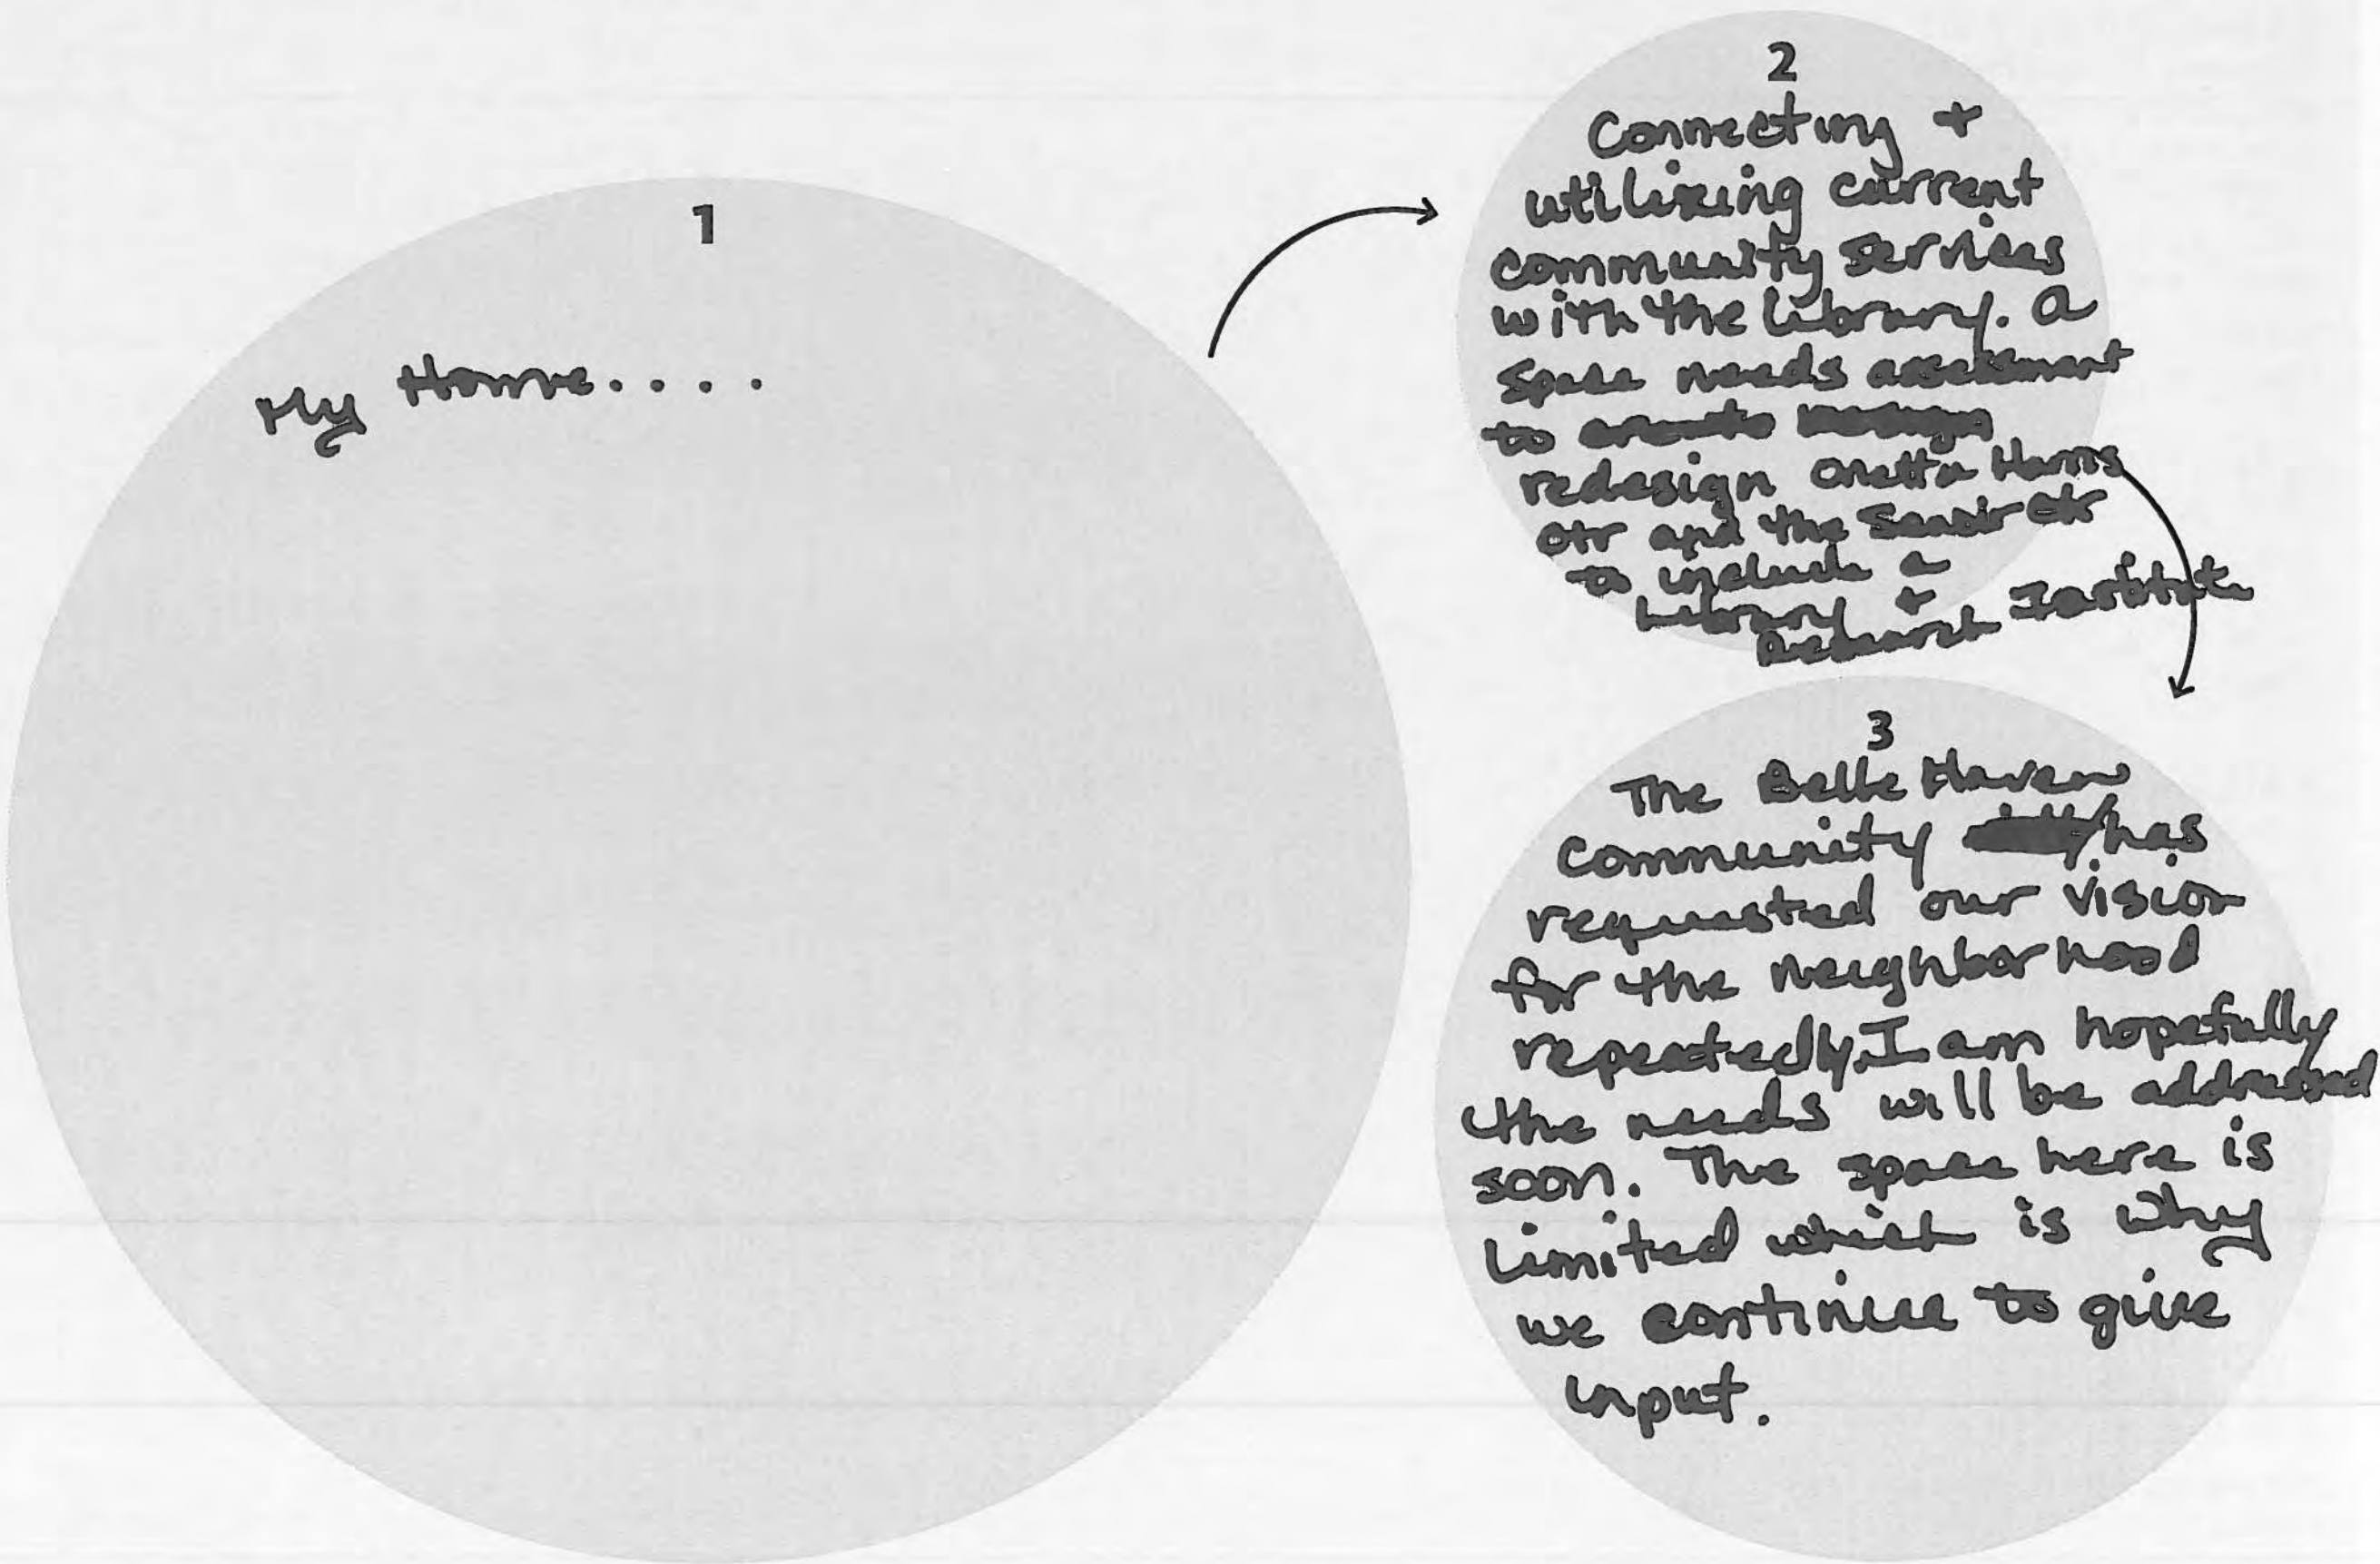 1
My Home....
2
Connecting +
utilizing current
community services
with the library. A
space needs assessment
to
redesign Onetta Harris
Ctr and the Senoir Ctr
to include a
Library +
Research Institute
3
The Belle Haven
Community has
requested our vision
for the neighborhood
repeatedly. I am hopefully
the needs will be addressed
soon. The space here is
limited which is why
we continue to give
input.